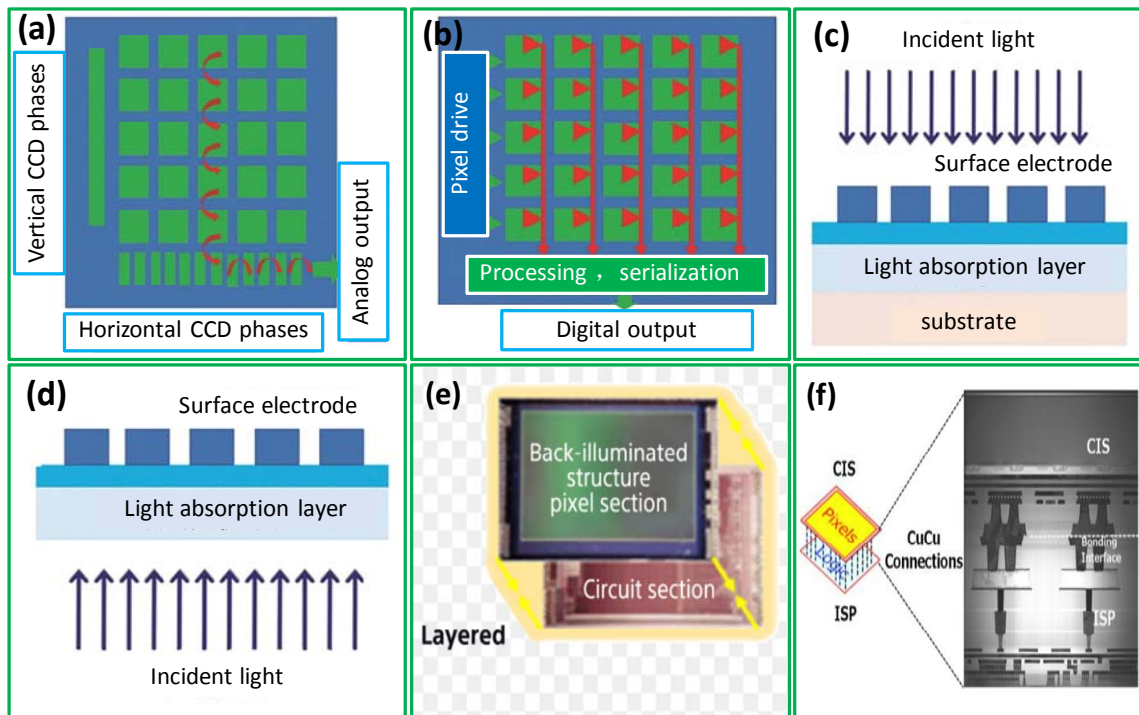 (a)
Vertical CCD phases
Analog output
Horizontal CCD phases
(b)
Pixel drive
Processing， serialization
Digital output
(c)
Incident light
Surface electrode
Light absorption layer
substrate
(d)
Surface electrode
Light absorption layer
Incident light
(e)
Back-illuminated
structure
pixel section
Circuit section
Layered
(f)
CIS
Pixels
ISP
CuCu
Connections
CIS
Bonding
Interface
ISP